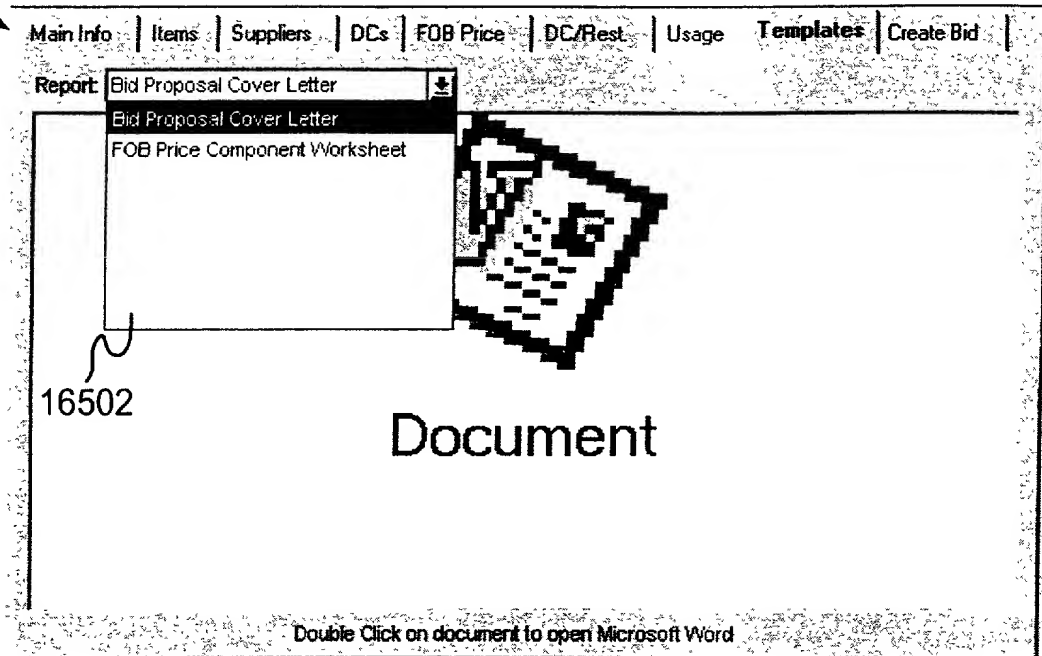 Main Info Items Suppliers DCs FOB Price DC/Rest. Usage Templates Create Bid
Report: Bid Proposal Cover Letter
Bid Proposal Cover Letter
FOB Price Component Worksheet
16502
Document
Double Click on document to open Microsoft Word